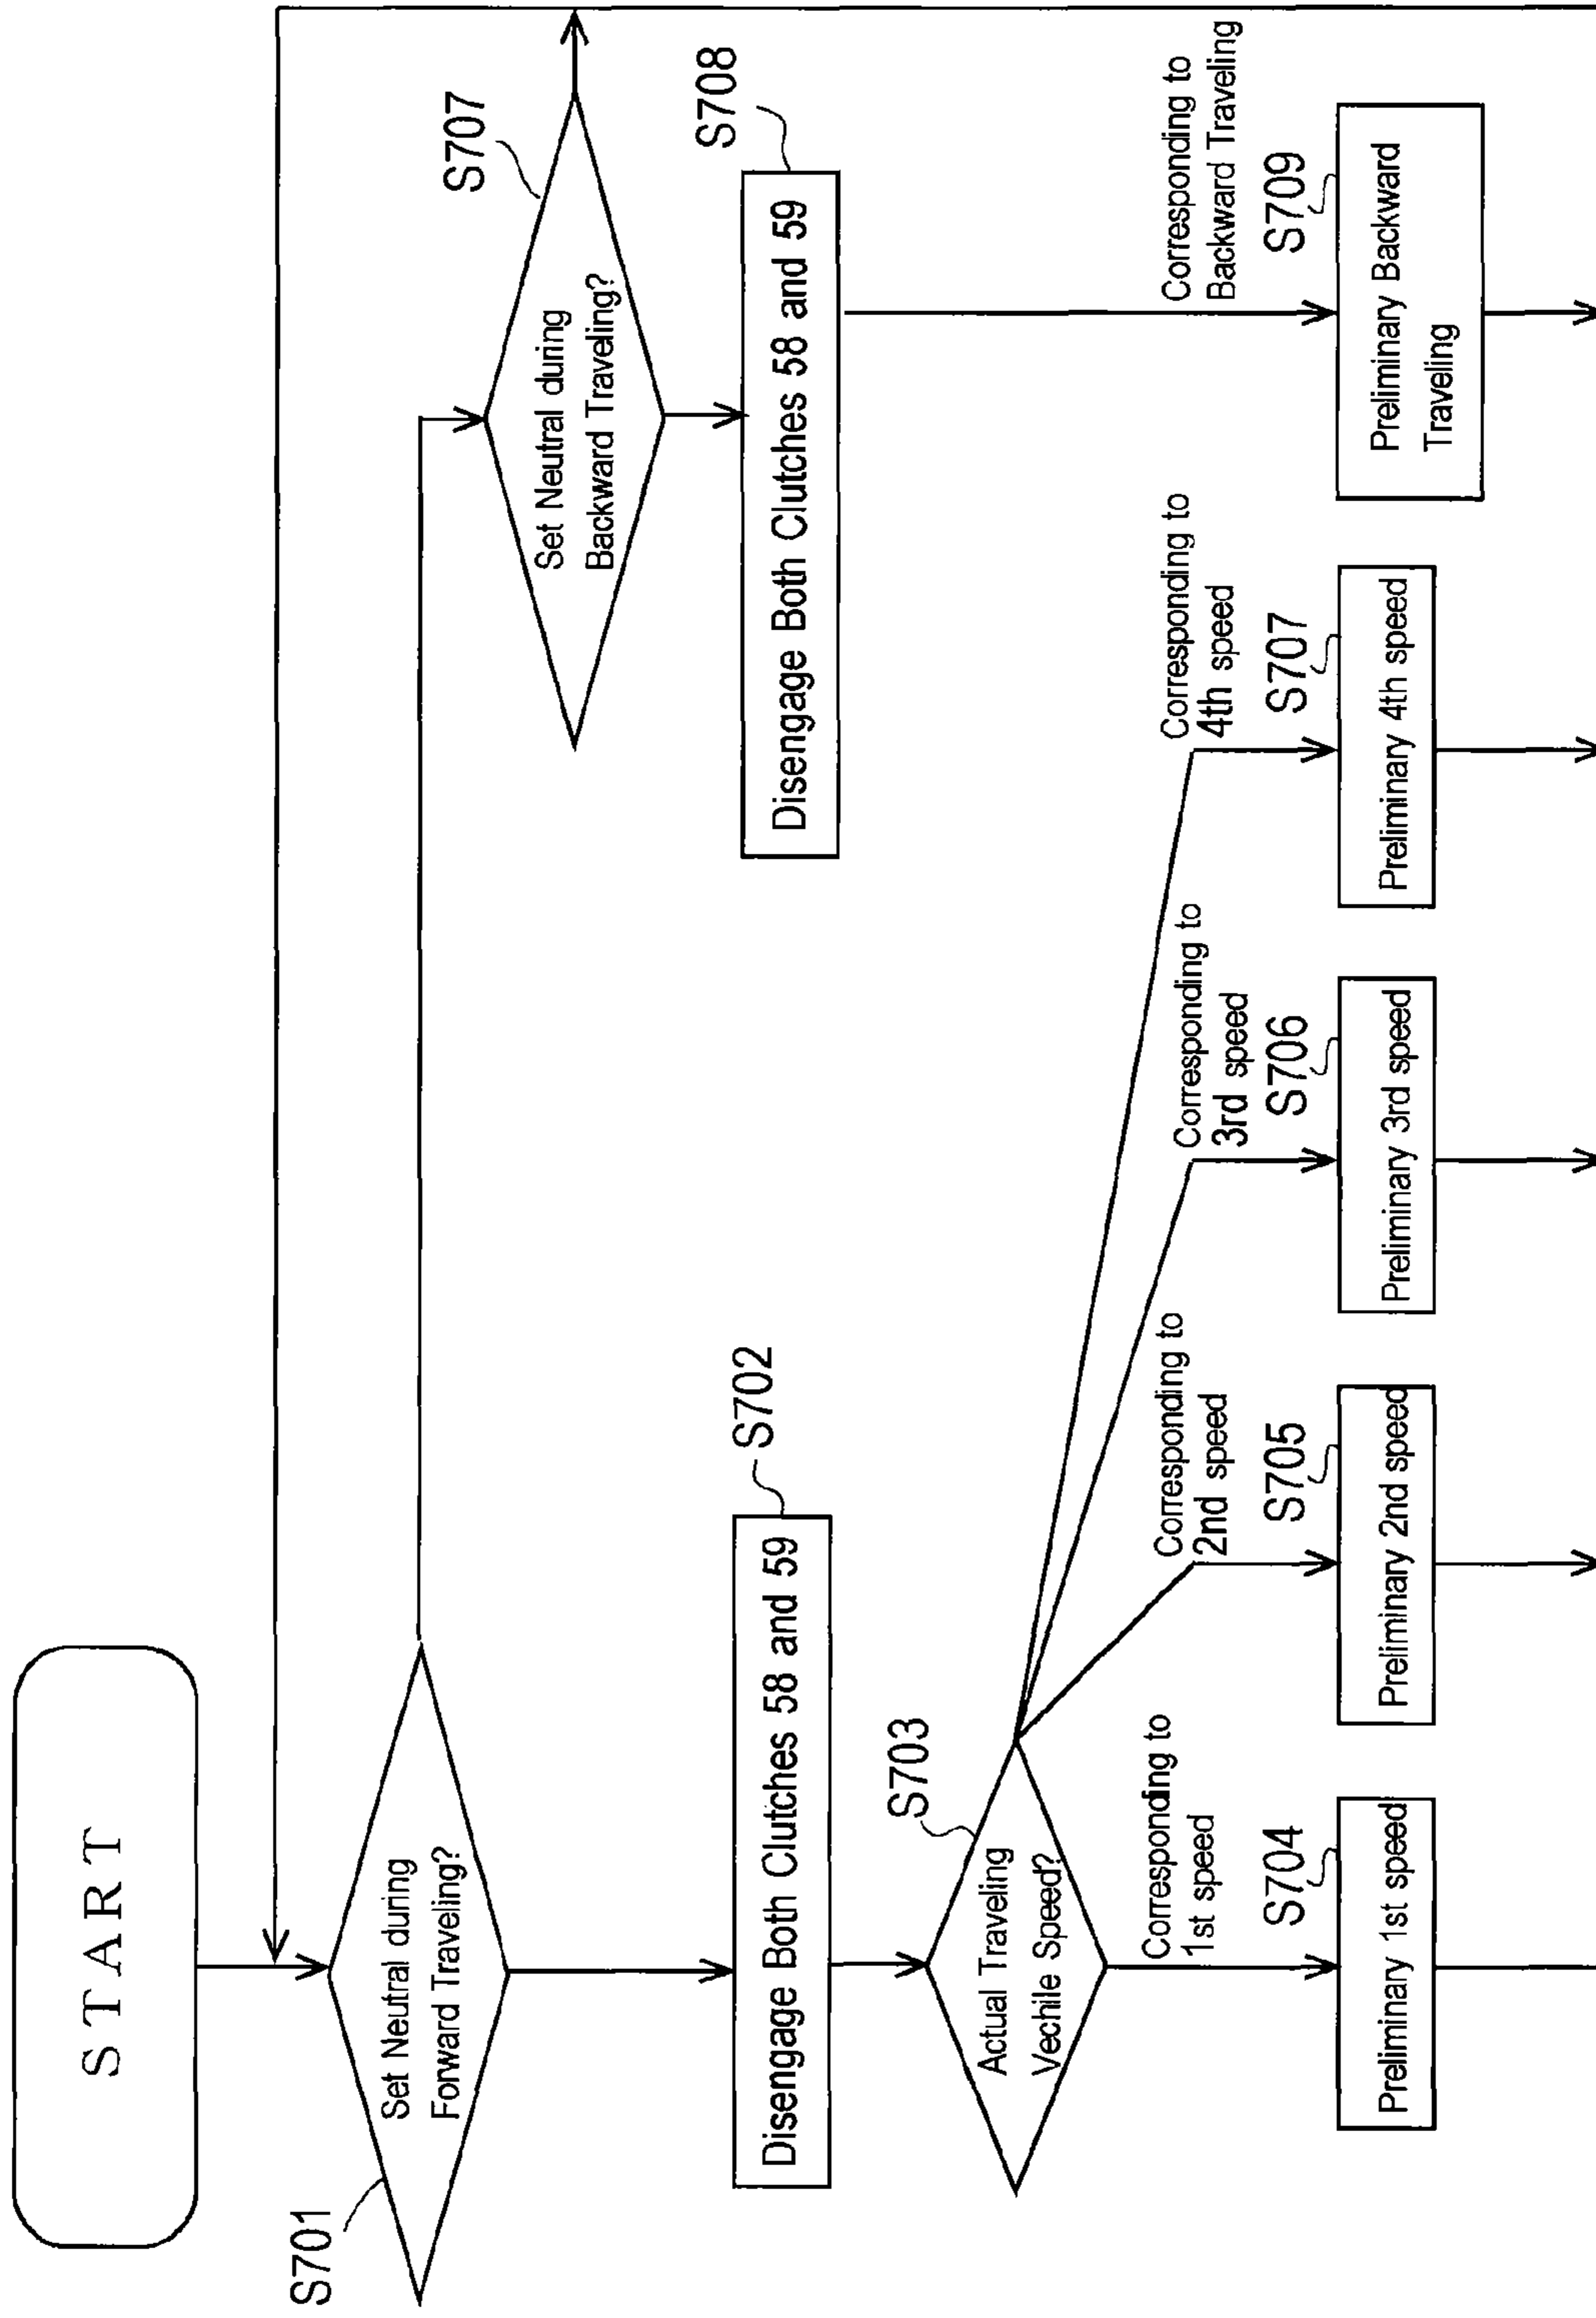 START
S701
Set Neutral during
Forward Traveling?
S707
Set Neutral during
Backward Traveling?
S702
Disengage Both Clutches 58 and 59
S708
Disengage Both Clutches 58 and 59
S703
Actual Traveling
Vechile Speed?
Corresponding to
1st speed
Corresponding to
2nd speed
Corresponding to
3rd speed
Corresponding to
4th speed
Corresponding to
Backward Traveling
S704
Preliminary 1st speed
S705
Preliminary 2nd speed
S706
Preliminary 3rd speed
S707
Preliminary 4th speed
S709
Preliminary Backward
Traveling